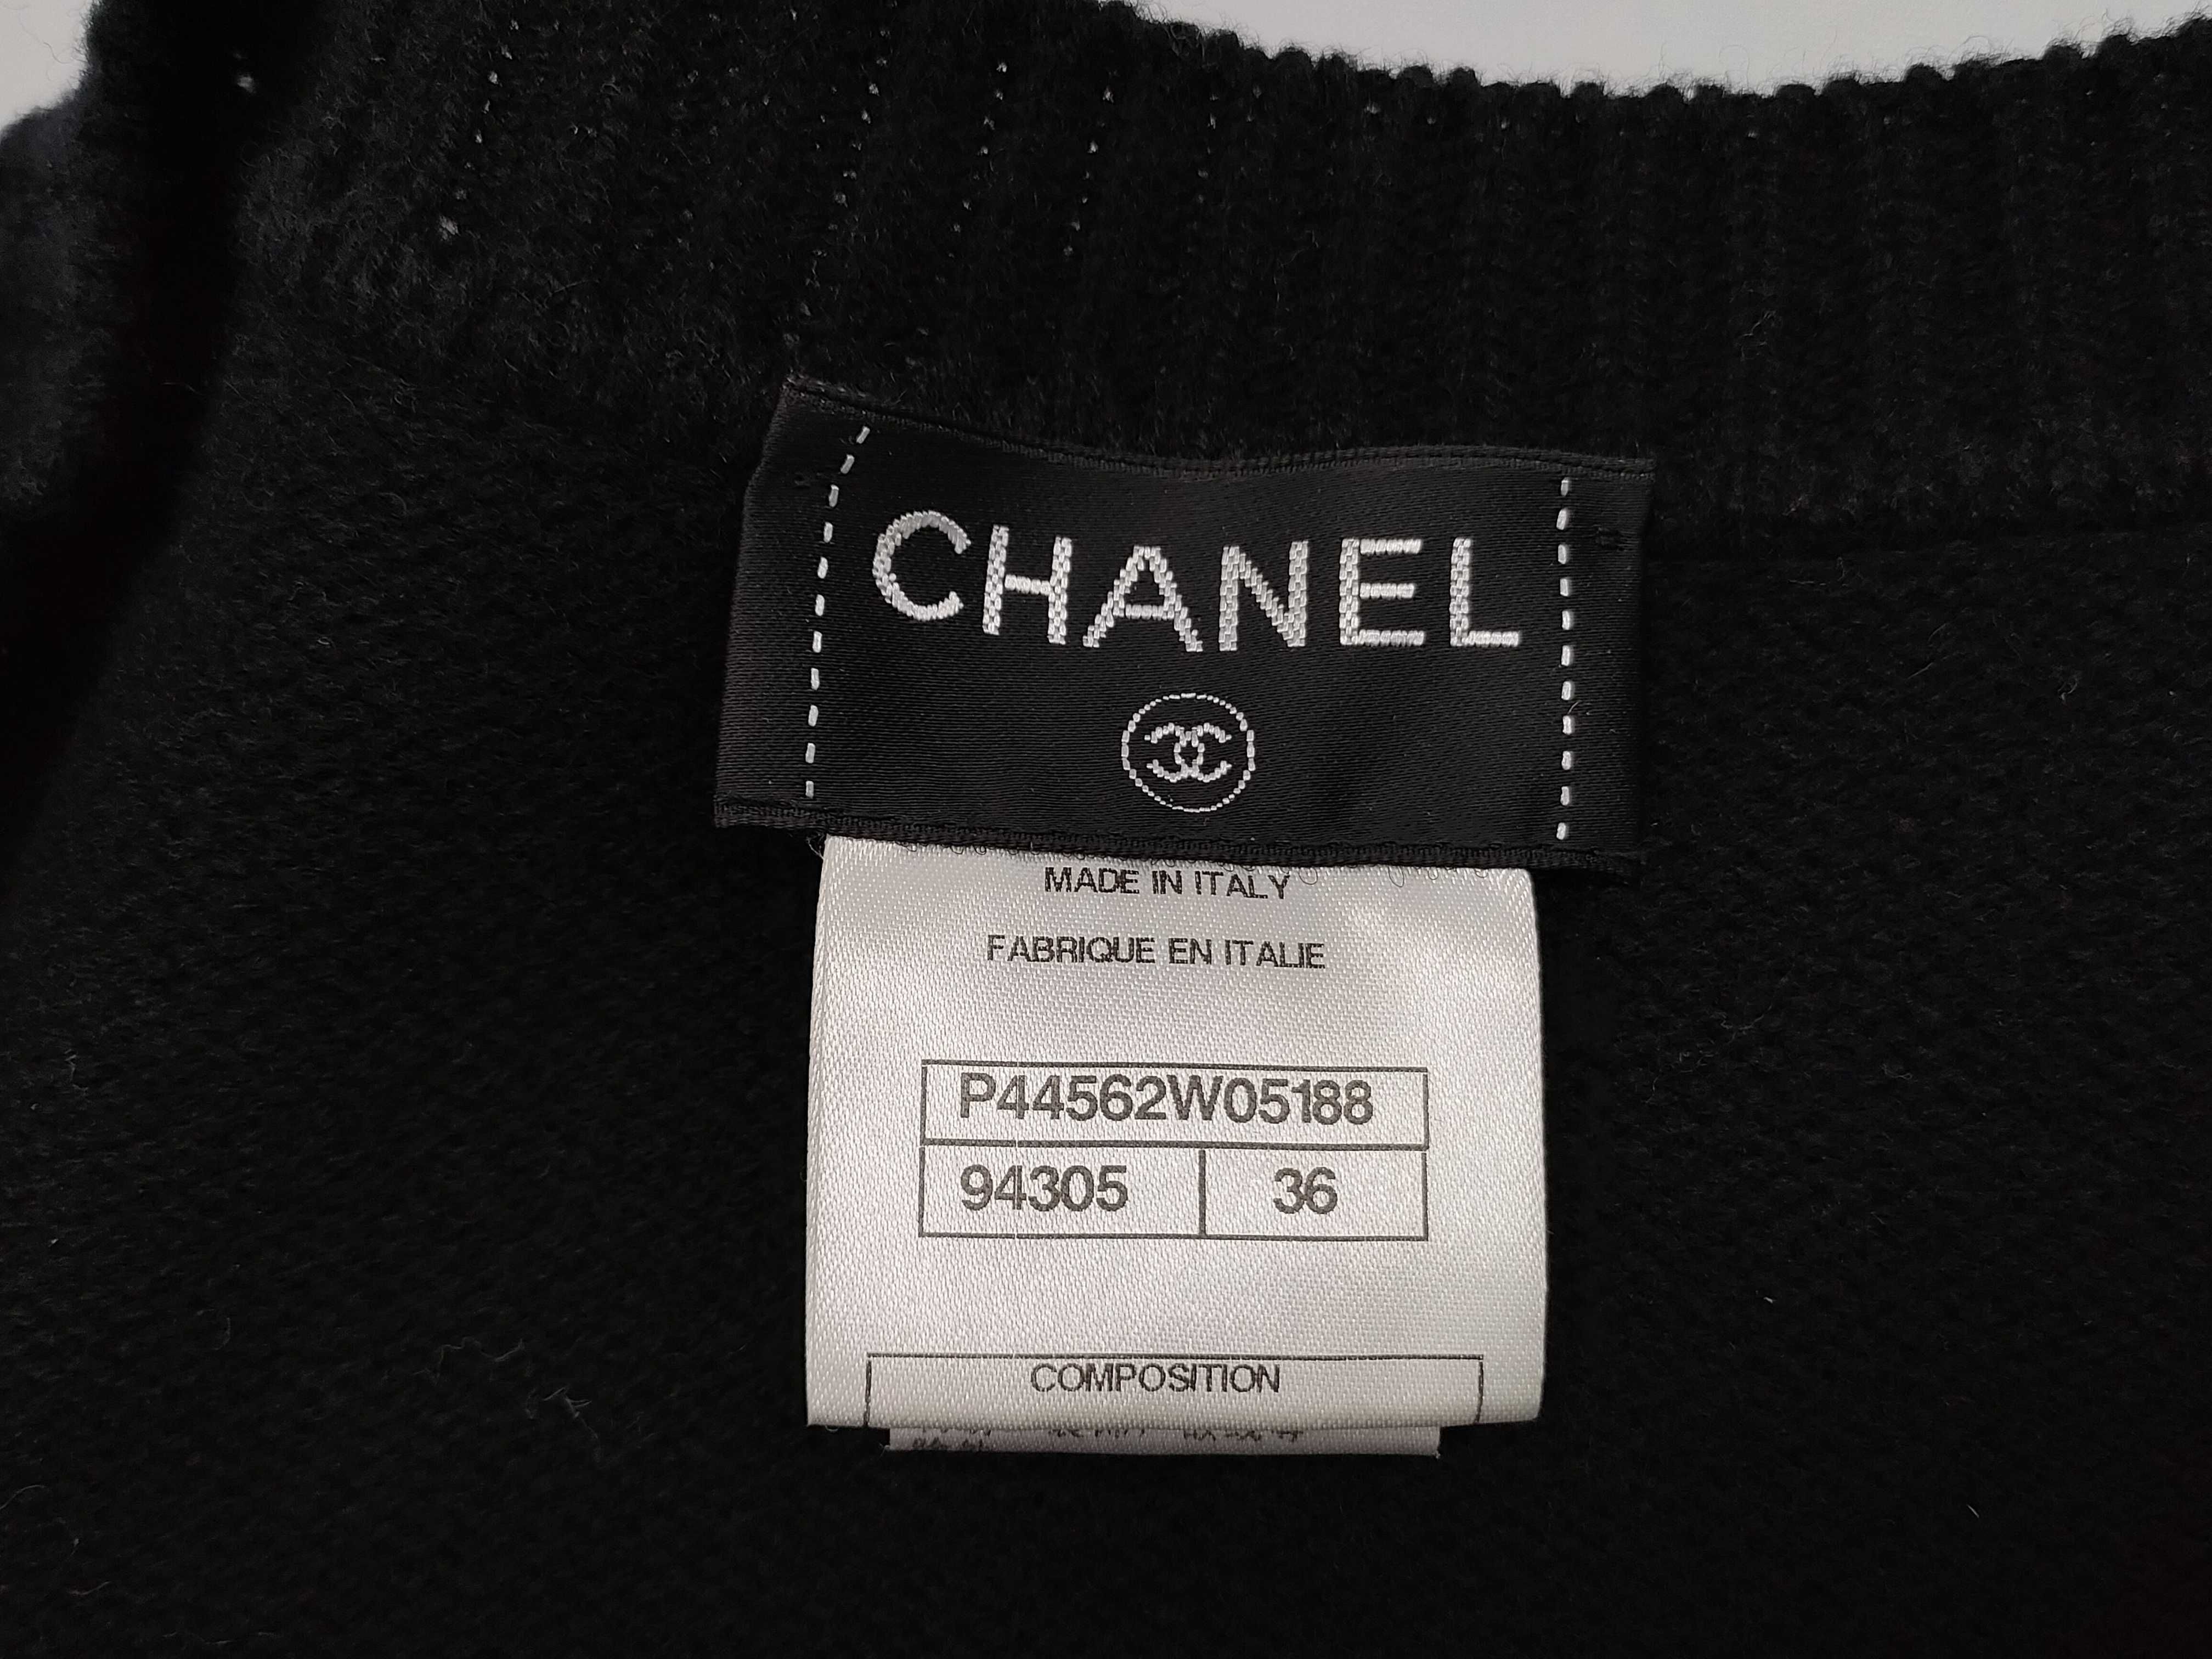 CHANEL
MADE IN ITALY
FABRIQUE EN ITALIE
P44562W05188
94305 36
COMPOSITION